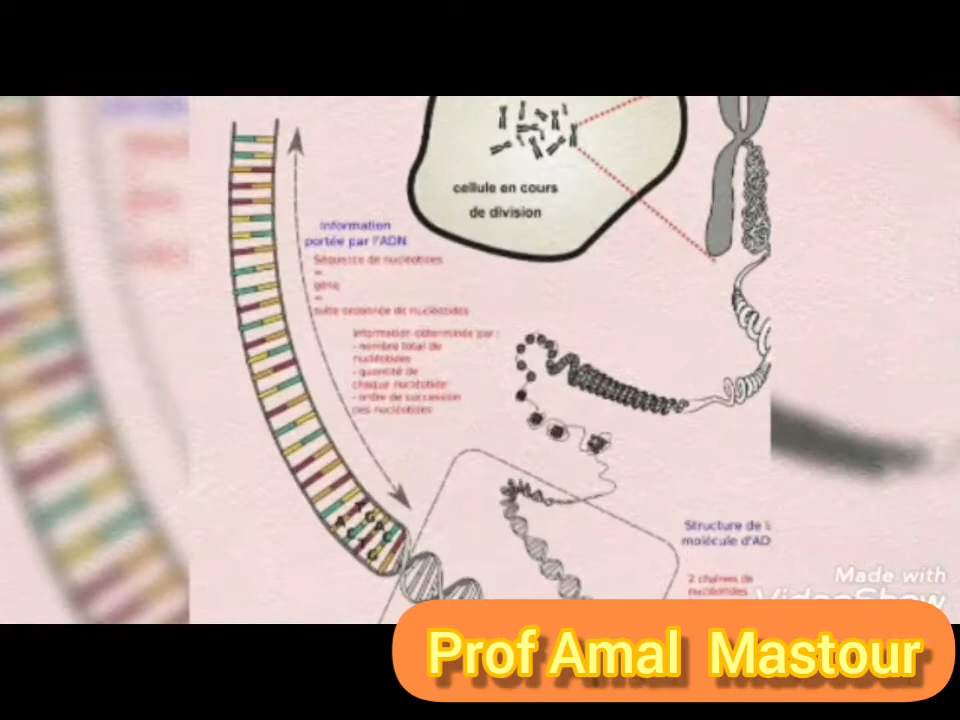 cellule en cours
de division
Information
portée par l'ADN
Séquence de nucléotides
=
gène
=
suite ordonnée de nucléotides
Information déterminée par :
- nombre total de
nucléotides
- quantité de
chaque nucléotide
- ordre de succession
des nucléotides
Structure de l
molécule d'AD
2 chaînes de
nucléotides
Made with
VideoShow
Prof Amal Mastour